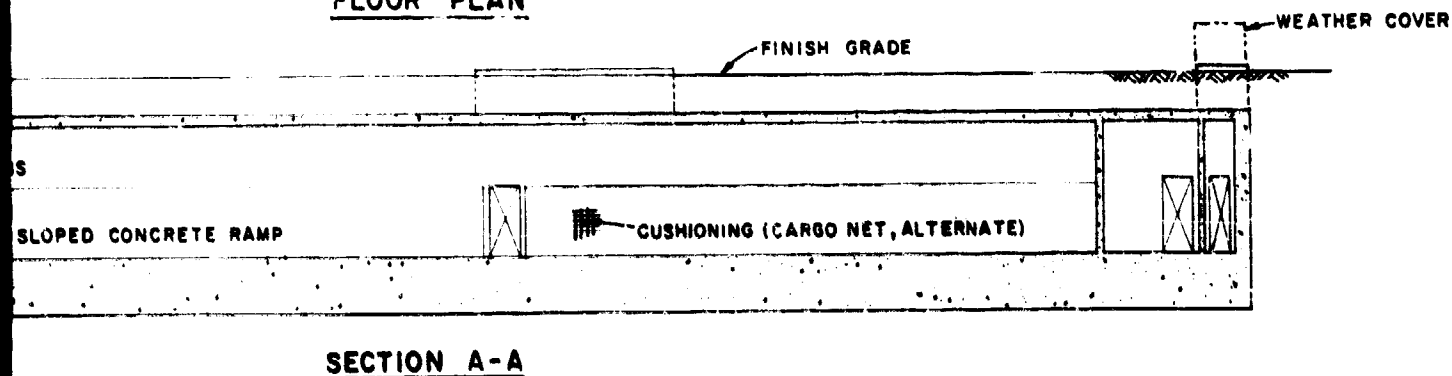 FLOOR PLAN
WEATHER COVER
FINISH GRADE
SLOPED CONCRETE RAMP
CUSHIONING (CARGO NET, ALTERNATE)
SECTION A-A